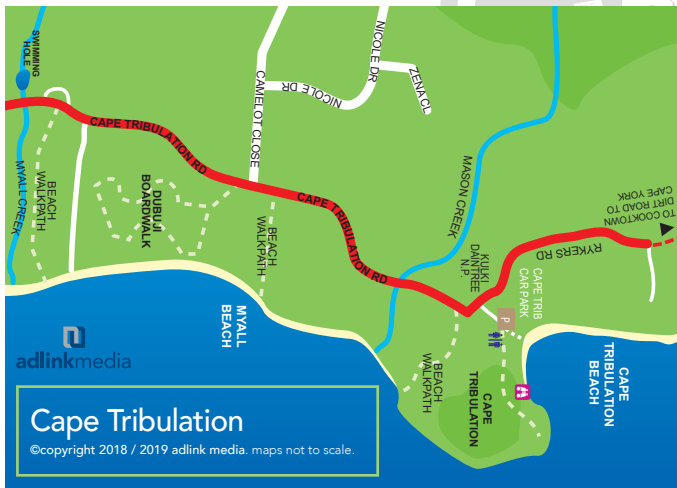 SWIMMING
HOLE
MYALL CREEK
BEACH
WALKPATH
CAPE TRIBULATION RD
DUBUJI
BOARDWALK
CAMELOT CLOSE
NICOLE DR
NICOLE DR
ZENA CL
BEACH
WALKPATH
CAPE TRIBULATION RD
MASON CREEK
KULKI
DAINTREE
N.P.
RYKERS RD
TO COOKTOWN
DIRT ROAD TO
CAPE YORK
CAPE TRIB
CAR PARK
P
BEACH
WALKPATH
CAPE
TRIBULATION
CAPE
TRIBULATION
BEACH
MYALL
BEACH
adlinkmedia
Cape Tribulation
©copyright 2018 / 2019 adlink media. maps not to scale.